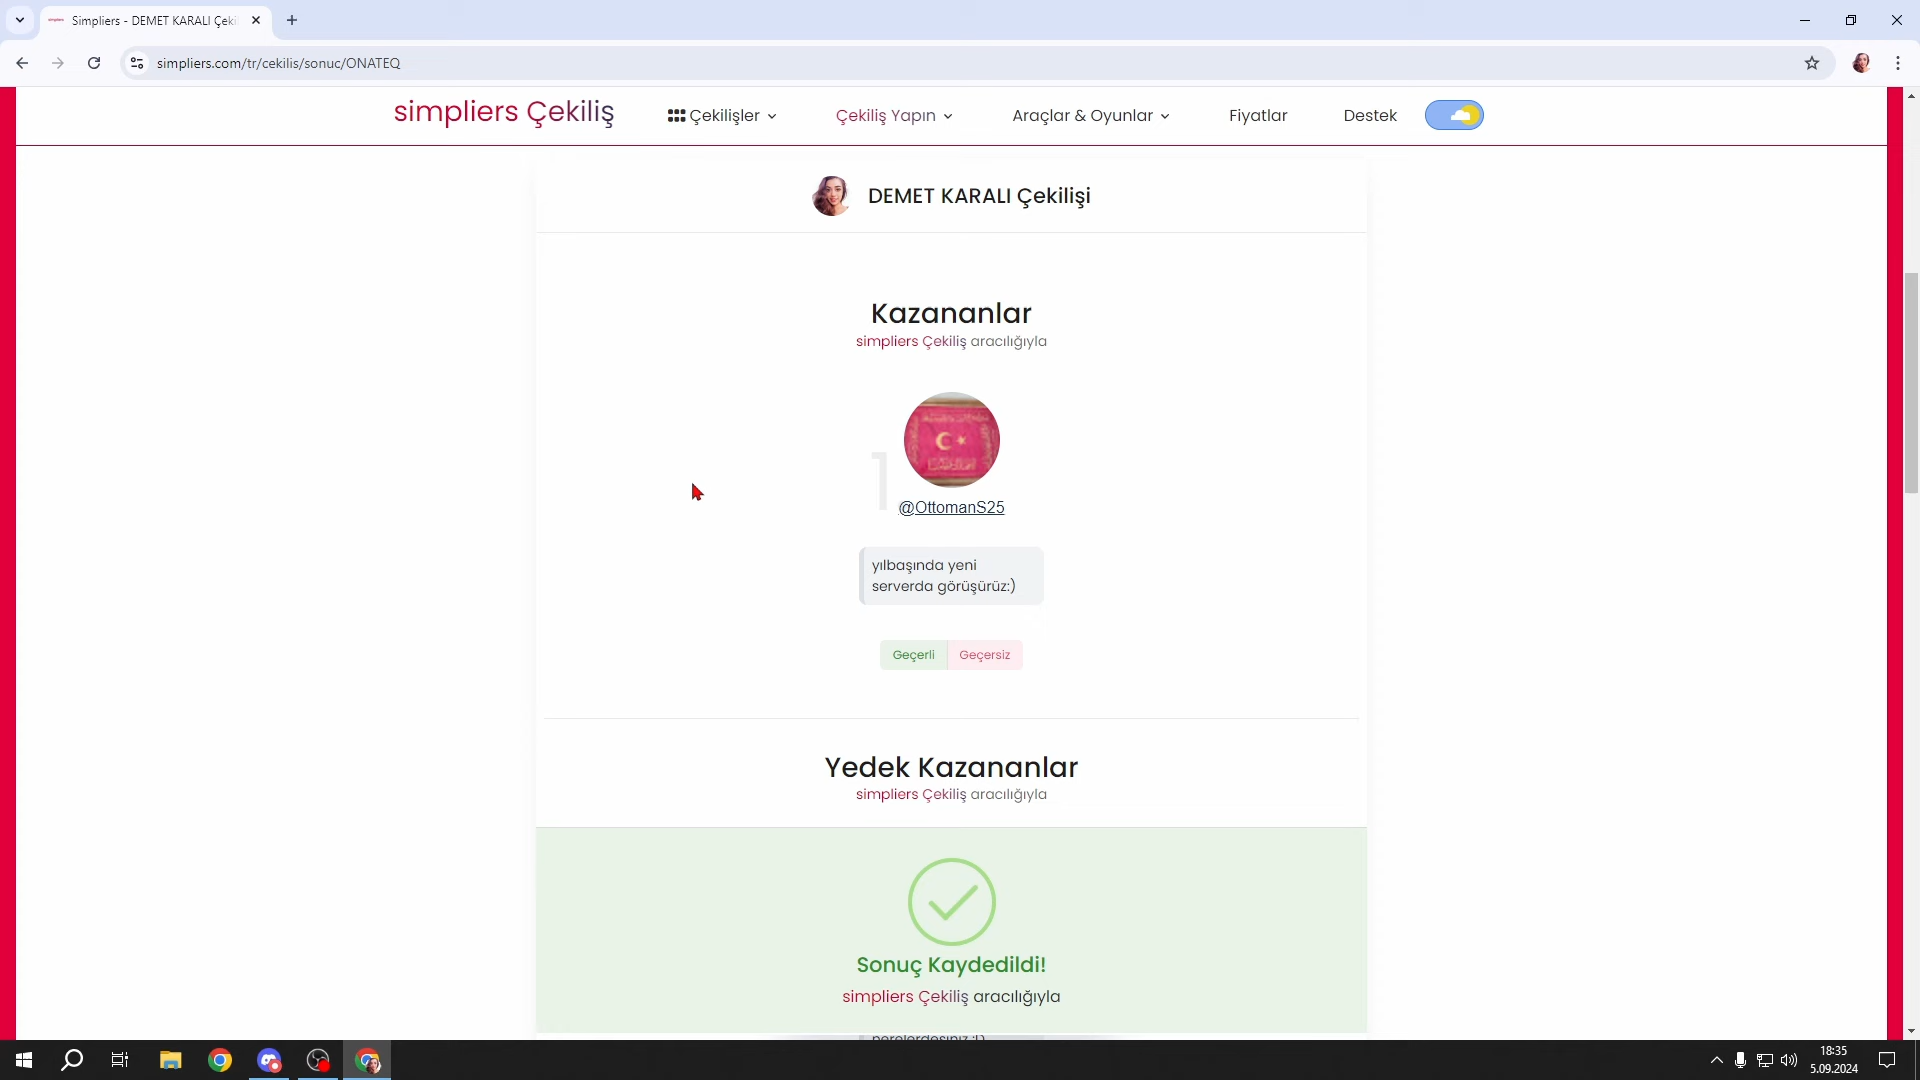 Simpliers - DEMET KARALI Çeki
simpliers.com/tr/cekilis/sonuc/ONATEQ
simpliers Çekiliş
Çekilişler
Çekiliş Yapın
Araçlar & Oyunlar
Fiyatlar
Destek
DEMET KARALI Çekilişi
Kazananlar
simpliers Çekiliş aracılığıyla
1
@OttomanS25
yılbaşında yeni
serverda görüşürüz:)
Geçerli
Geçersiz
Yedek Kazananlar
simpliers Çekiliş aracılığıyla
Sonuç Kaydedildi!
simpliers Çekiliş aracılığıyla
nerelerdesiniz :D
18:35
5.09.2024